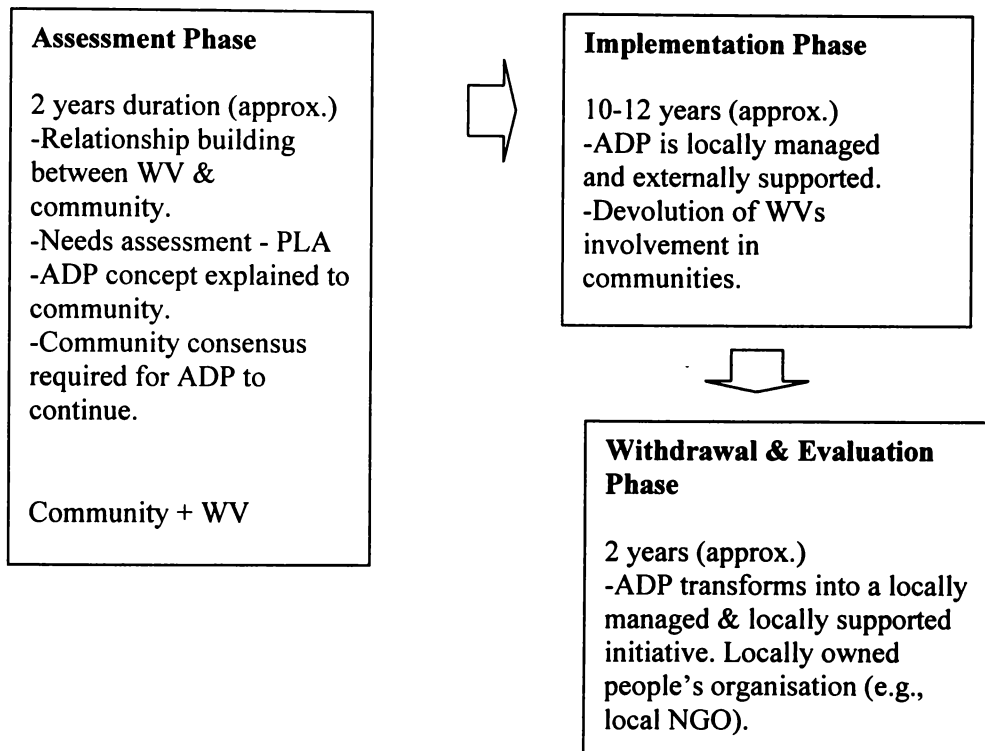 Assessment Phase
2 years duration (approx.)
-Relationship building
between WV &
community.
-Needs assessment - PLA
-ADP concept explained to
community.
-Community consensus
required for ADP to
continue.
Community + WV
Implementation Phase
10-12 years (approx.)
-ADP is locally managed
and externally supported.
-Devolution of WVs
involvement in
communities.
Withdrawal & Evaluation
Phase
2 years (approx.)
-ADP transforms into a locally
managed & locally supported
initiative. Locally owned
people's organisation (e.g.,
local NGO).